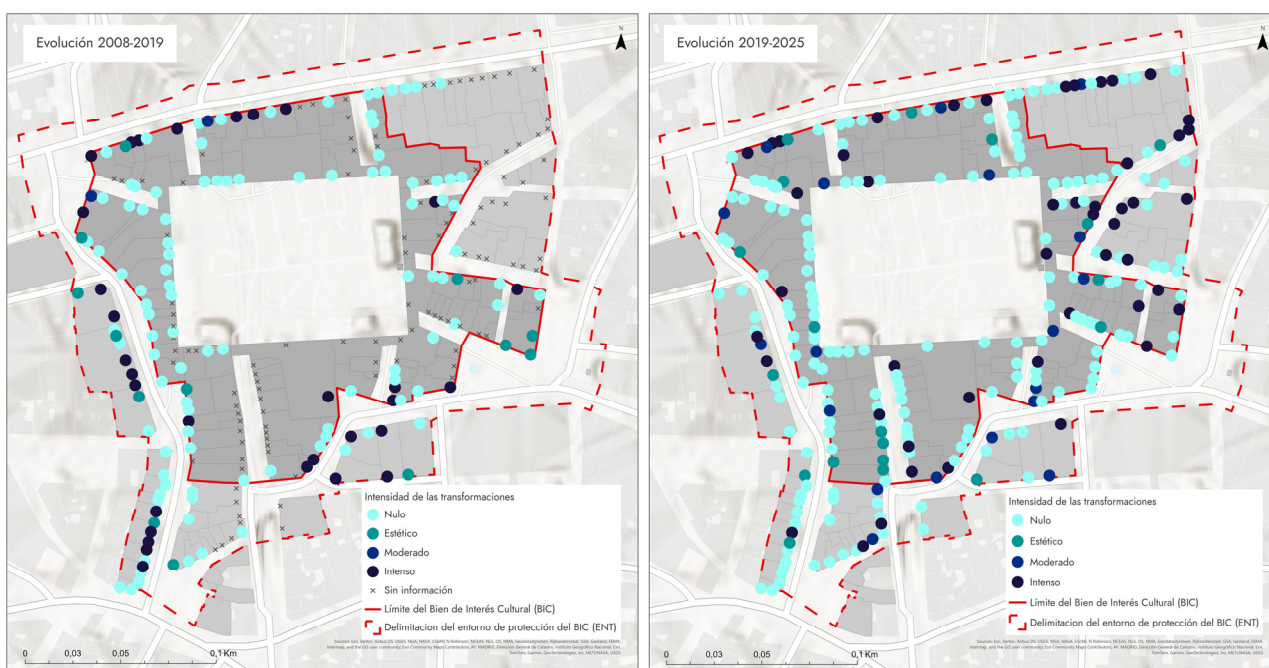 Evolución 2008-2019
N
Intensidad de las transformaciones
Nulo
Estético
Moderado
Intenso
Sin información
Límite del Bien de Interés Cultural (BIC)
Delimitacion del entorno de protección del BIC (ENT)
0 0,03 0,05 0,1 Km
Evolución 2019-2025
N
Intensidad de las transformaciones
Nulo
Estético
Moderado
Intenso
Límite del Bien de Interés Cultural (BIC)
Delimitacion del entorno de protección del BIC (ENT)
0 0,03 0,05 0,1 Km